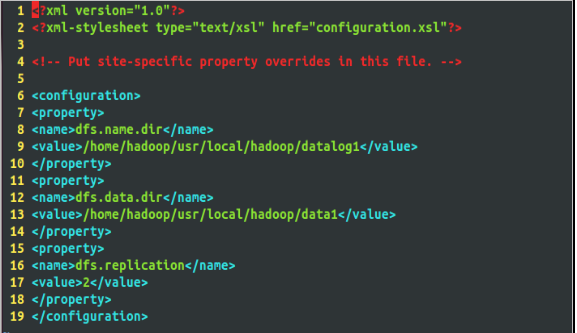 1 <?xml version="1.0"?>
2 <?xml-stylesheet type="text/xsl" href="configuration.xsl"?>
3
4 <!-- Put site-specific property overrides in this file. -->
5
6 <configuration>
7 <property>
8 <name>dfs.name.dir</name>
9 <value>/home/hadoop/usr/local/hadoop/datalog1</value>
10 </property>
11 <property>
12 <name>dfs.data.dir</name>
13 <value>/home/hadoop/usr/local/hadoop/data1</value>
14 </property>
15 <property>
16 <name>dfs.replication</name>
17 <value>2</value>
18 </property>
19 </configuration>